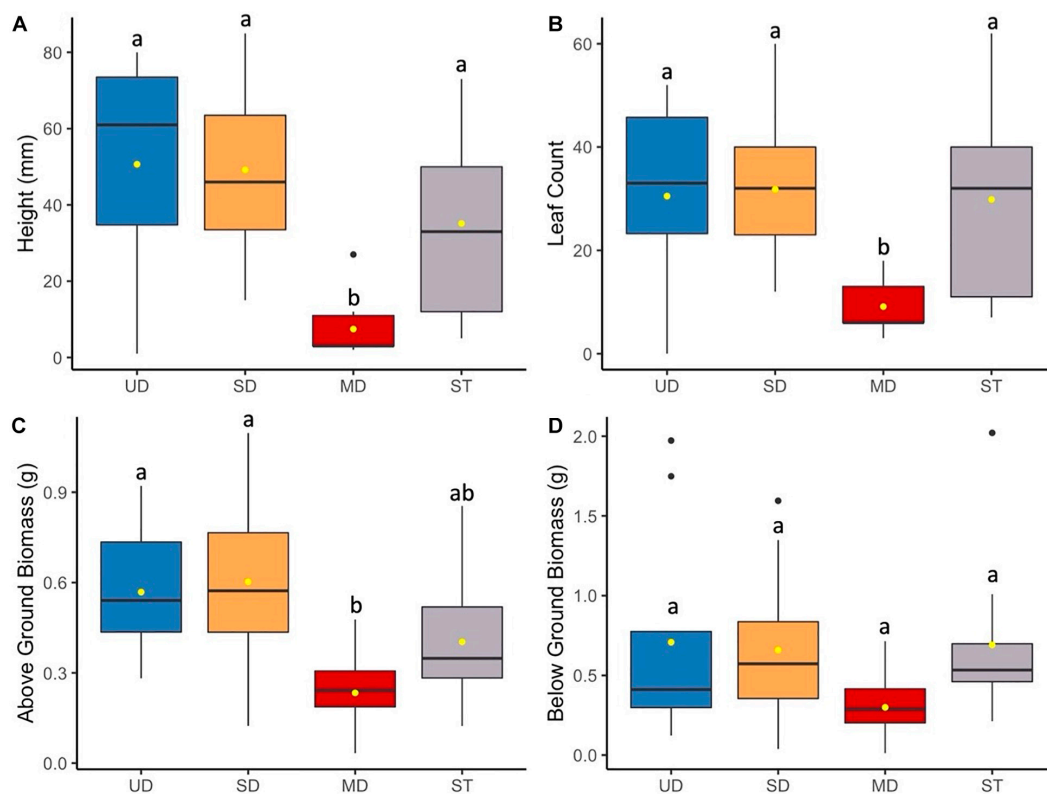 A
Height (mm)
80
60
40
20
0
a
a
b
a
UD SD MD ST
B
Leaf Count
60
40
20
0
a
a
b
a
UD SD MD ST
C
Above Ground Biomass (g)
0.9
0.6
0.3
0.0
a
a
b
ab
UD SD MD ST
D
Below Ground Biomass (g)
2.0
1.5
1.0
0.5
0.0
a
a
a
a
UD SD MD ST